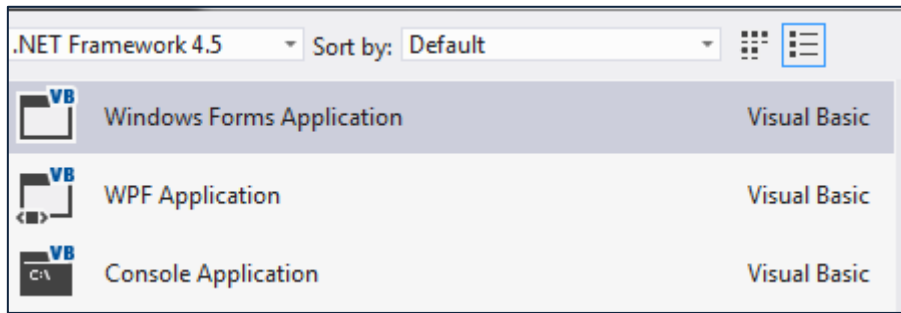 .NET Framework 4.5 Sort by: Default
VB
Windows Forms Application Visual Basic
VB
WPF Application Visual Basic
VB
C:\
Console Application Visual Basic